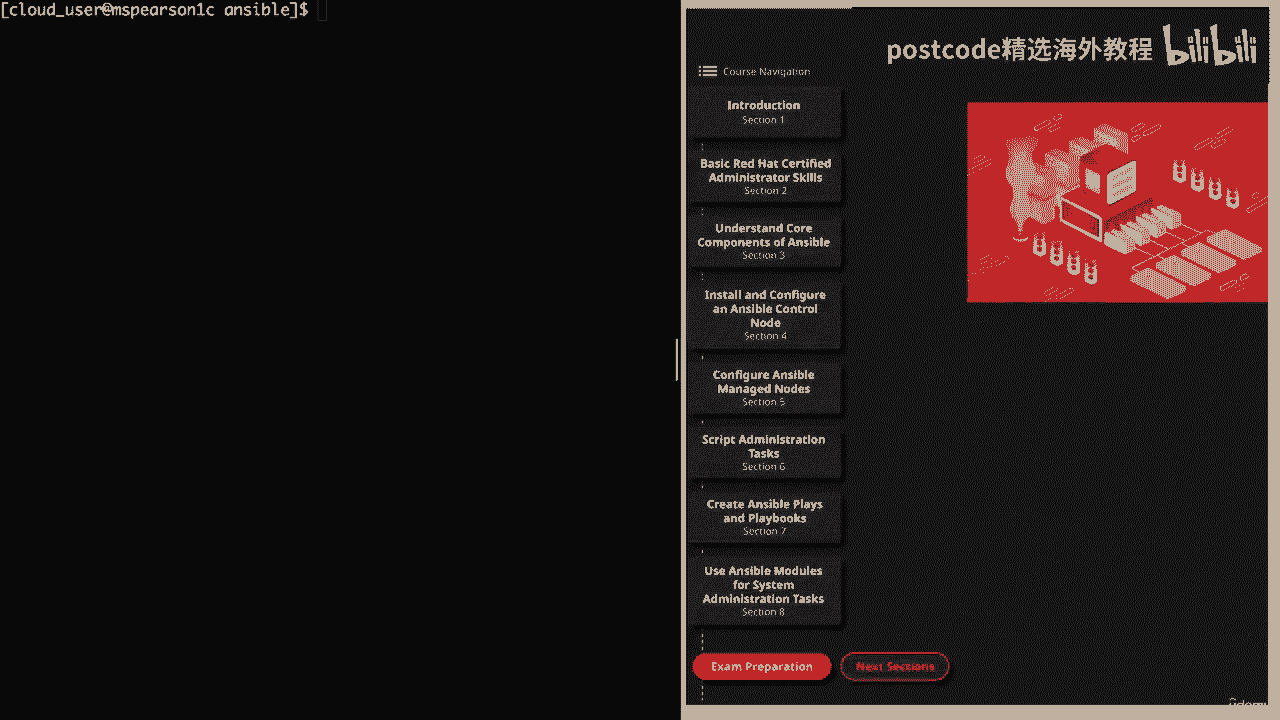 [cloud_user@mspearson1c ansible]$
postcode精选海外教程 bilibili
Course Navigation
Introduction
Section 1
Basic Red Hat Certified
Administrator Skills
Section 2
Understand Core
Components of Ansible
Section 3
Install and Configure
an Ansible Control
Node
Section 4
Configure Ansible
Managed Nodes
Section 5
Script Administration
Tasks
Section 6
Create Ansible Plays
and Playbooks
Section 7
Use Ansible Modules
for System
Administration Tasks
Section 8
Exam Preparation
Next Sections